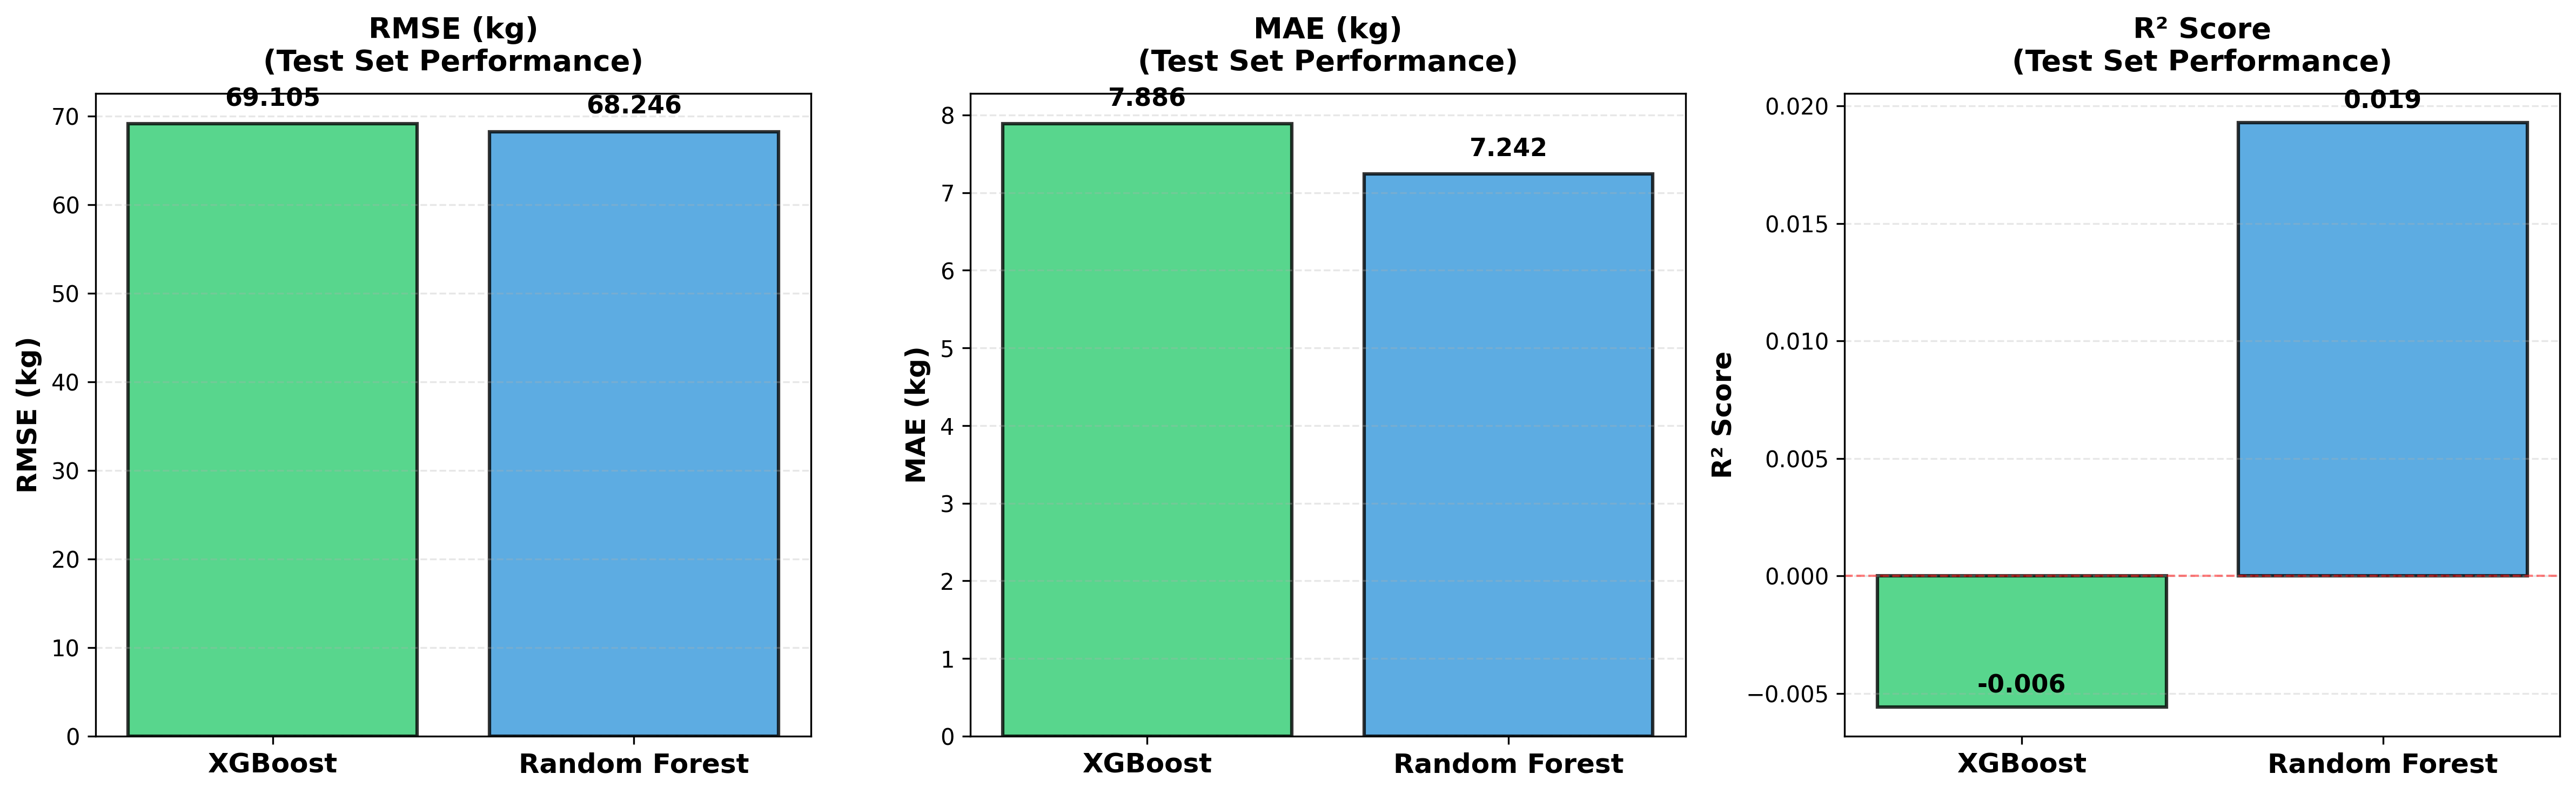 RMSE (kg)
(Test Set Performance)
69.105
68.246
70
60
50
40
30
20
10
0
RMSE (kg)
XGBoost
Random Forest
MAE (kg)
(Test Set Performance)
7.886
7.242
8
7
6
5
4
3
2
1
0
MAE (kg)
XGBoost
Random Forest
R² Score
(Test Set Performance)
0.019
-0.006
0.020
0.015
0.010
0.005
0.000
−0.005
R² Score
XGBoost
Random Forest